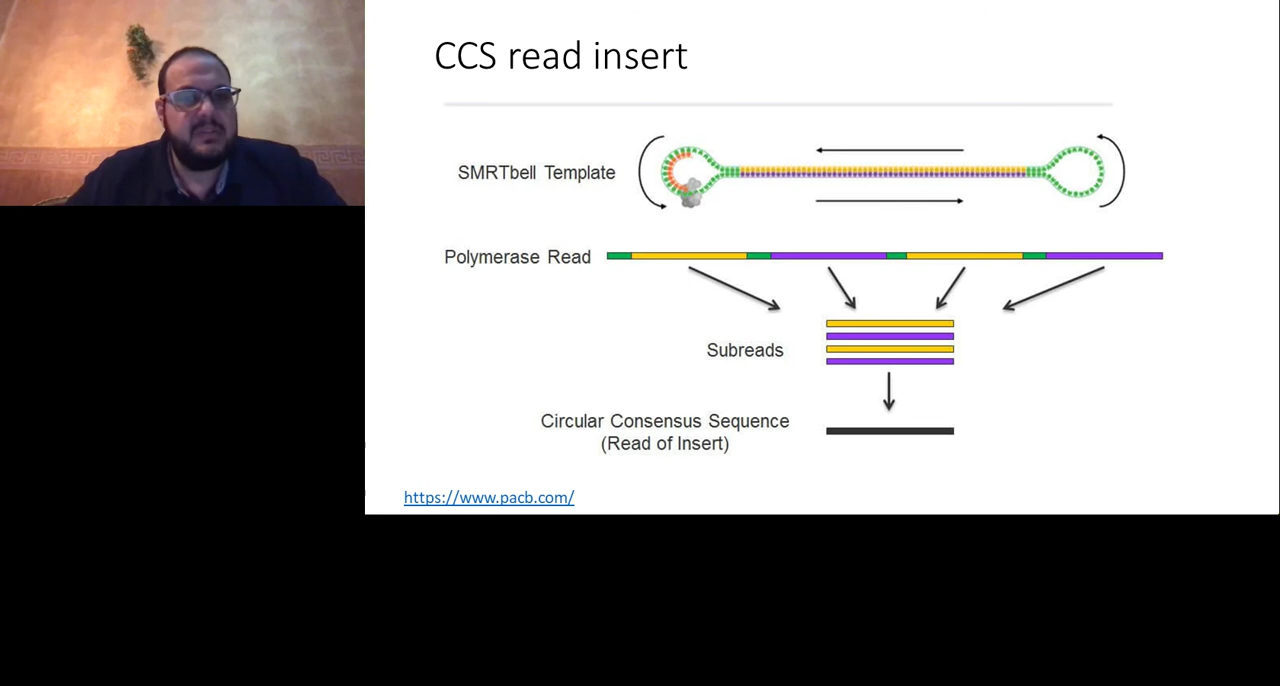 CCS read insert
SMRTbell Template
Polymerase Read
Subreads
Circular Consensus Sequence
(Read of Insert)
https://www.pacb.com/